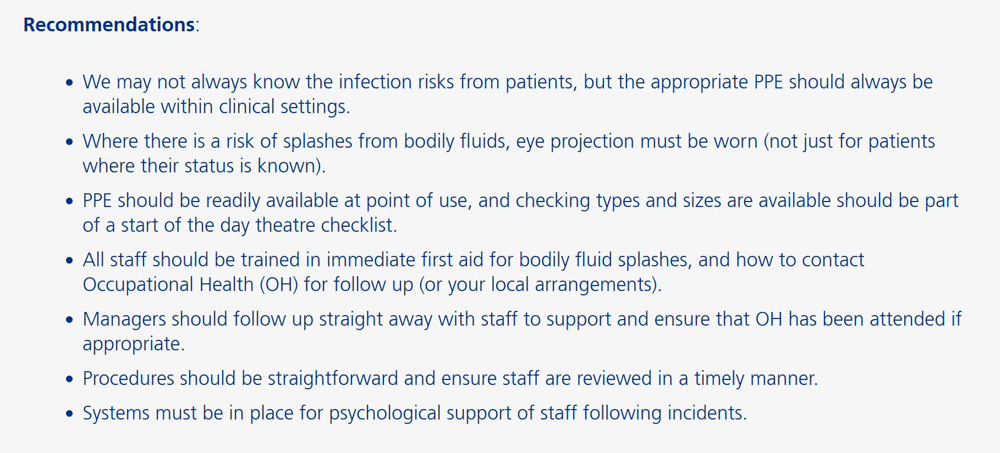 Recommendations:
• We may not always know the infection risks from patients, but the appropriate PPE should always be
available within clinical settings.
• Where there is a risk of splashes from bodily fluids, eye projection must be worn (not just for patients
where their status is known).
• PPE should be readily available at point of use, and checking types and sizes are available should be part
of a start of the day theatre checklist.
• All staff should be trained in immediate first aid for bodily fluid splashes, and how to contact
Occupational Health (OH) for follow up (or your local arrangements).
• Managers should follow up straight away with staff to support and ensure that OH has been attended if
appropriate.
• Procedures should be straightforward and ensure staff are reviewed in a timely manner.
• Systems must be in place for psychological support of staff following incidents.